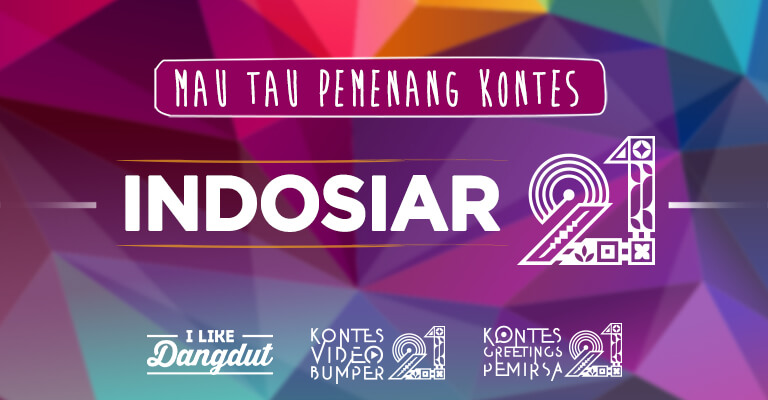 MAU TAU PEMENANG KONTES
INDOSIAR 21
I LIKE
Dangdut
KONTES
VIDEO
BUMPER 21
KONTES
GREETINGS
PEMIRSA 21